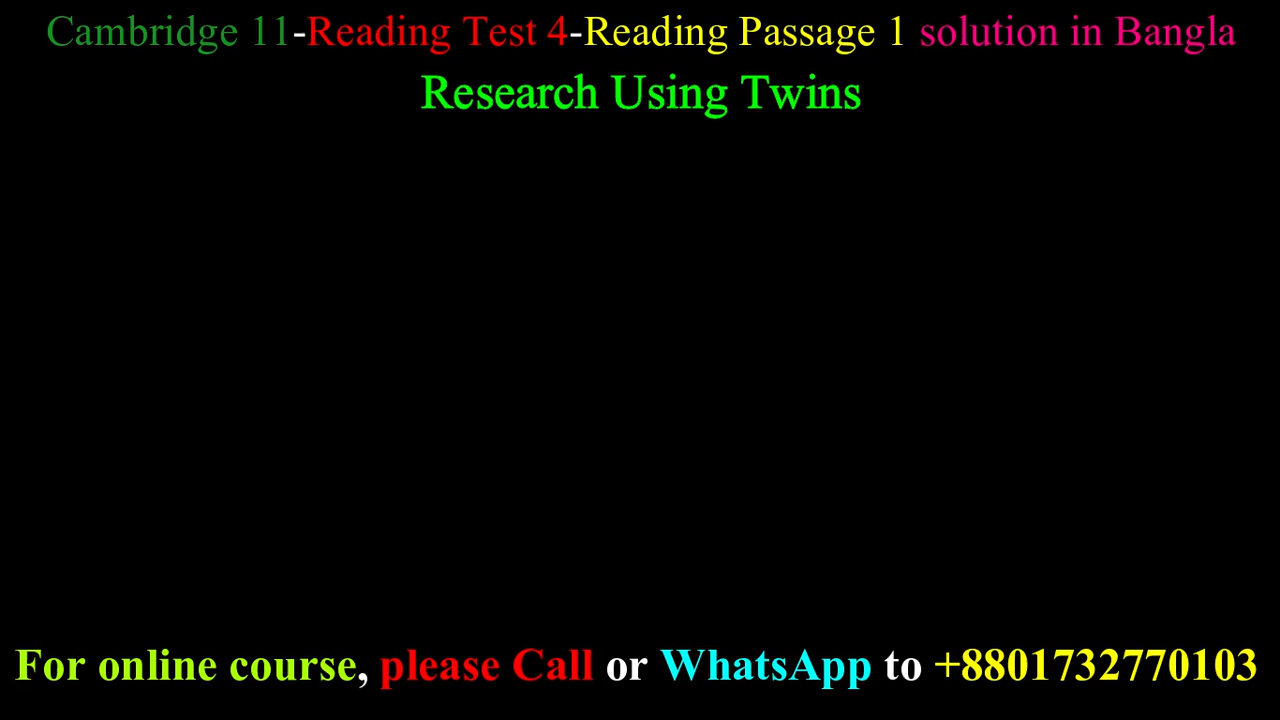 Cambridge 11-Reading Test 4-Reading Passage 1 solution in Bangla
Research Using Twins
For online course, please Call or WhatsApp to +8801732770103